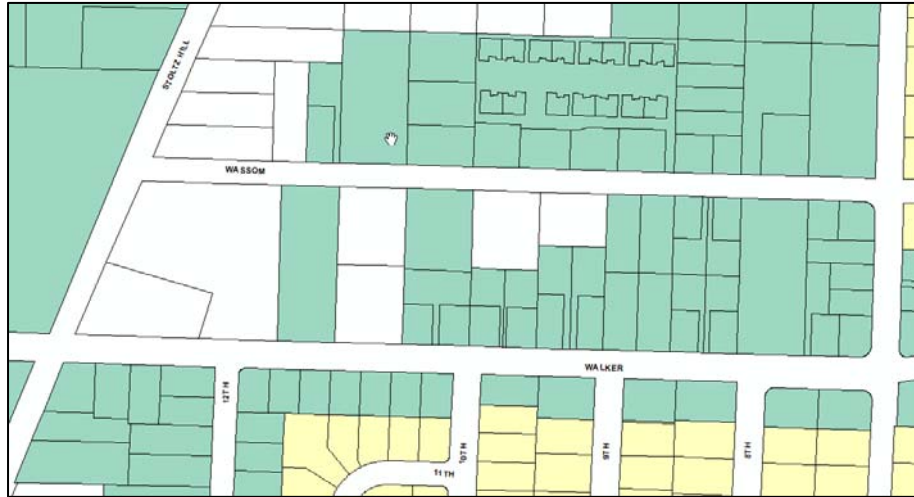 STOLTZ HILL
WASSOM
WALKER
12TH
10TH
9TH
8TH
11TH